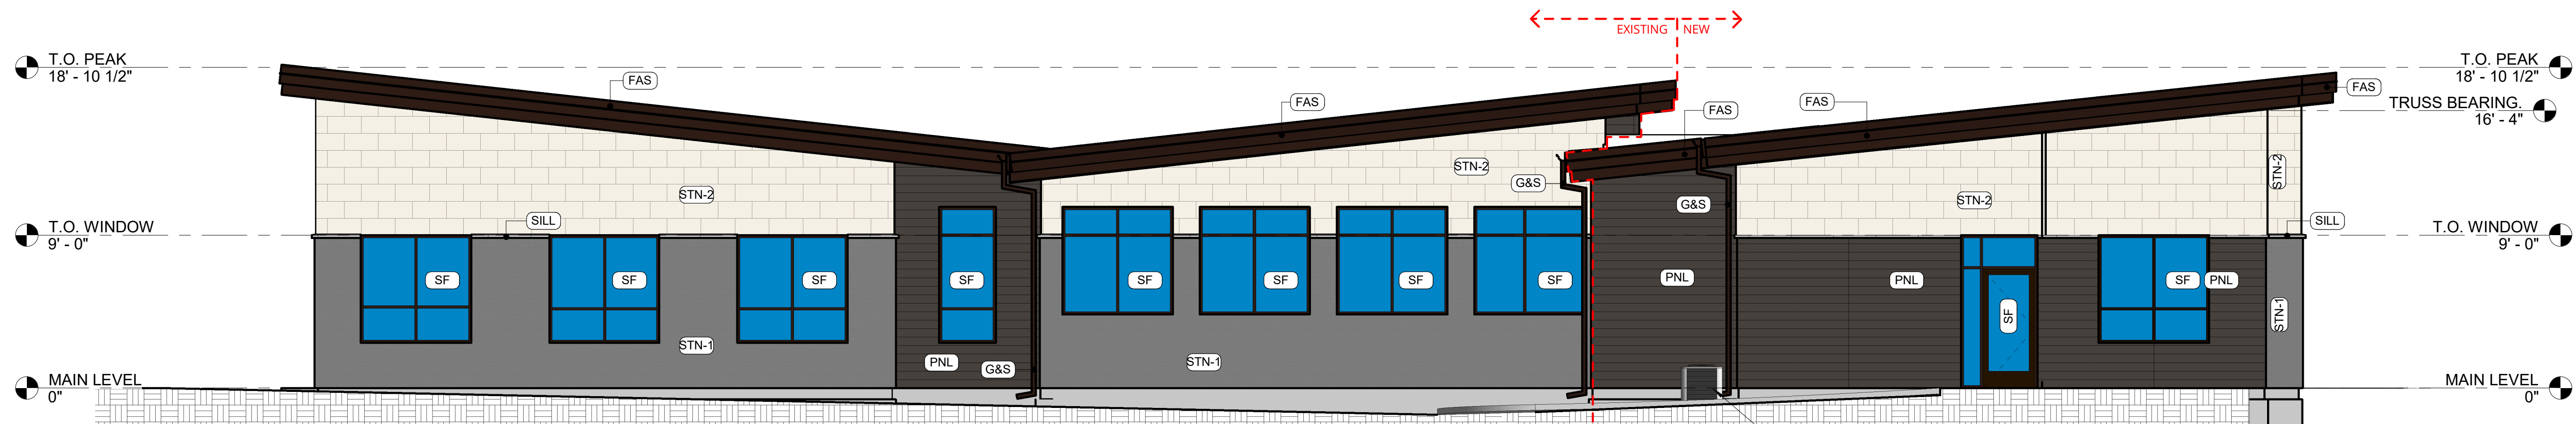 EXISTING NEW
T.O. PEAK
18' - 10 1/2"
T.O. PEAK
18' - 10 1/2"
FAS
FAS
FAS
FAS
FAS
TRUSS BEARING.
16' - 4"
STN-2
STN-2
STN-2
STN-2
G&S
G&S
SILL
SILL
T.O. WINDOW
9' - 0"
T.O. WINDOW
9' - 0"
SF
SF
SF
SF
SF
SF
SF
SF
PNL
PNL
SF
PNL
SF
STN-1
STN-1
STN-1
PNL
G&S
MAIN LEVEL
0"
MAIN LEVEL
0"